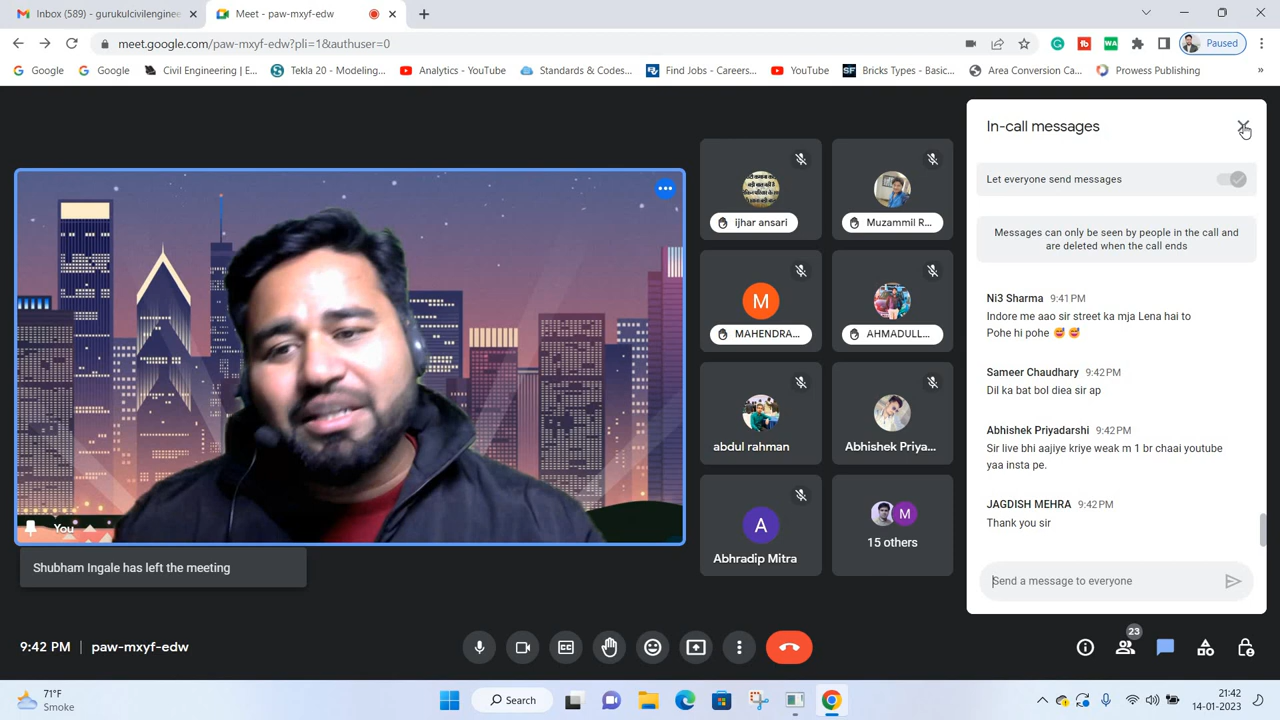 Inbox (589) - gurukulcivilengine
Meet - paw-mxyf-edw
meet.google.com/paw-mxyf-edw?pli=1&authuser=0
Paused
Google
Google
Civil Engineering | E...
Tekla 20 - Modeling...
Analytics - YouTube
Standards & Codes...
Find Jobs - Careers...
YouTube
Bricks Types - Basic...
Area Conversion Ca...
Prowess Publishing
»
You
Shubham Ingale has left the meeting
ijhar ansari
Muzammil R...
M
MAHENDRA...
AHMADULL...
abdul rahman
Abhishek Priya...
A
Abhradip Mitra
M
15 others
In-call messages
Let everyone send messages
Messages can only be seen by people in the call and
are deleted when the call ends
Ni3 Sharma 9:41 PM
Indore me aao sir street ka mja Lena hai to
Pohe hi pohe 😅 😅
Sameer Chaudhary 9:42 PM
Dil ka bat bol diea sir ap
Abhishek Priyadarshi 9:42 PM
Sir live bhi aajiye kriye weak m 1 br chaai youtube
yaa insta pe.
JAGDISH MEHRA 9:42 PM
Thank you sir
Send a message to everyone
9:42 PM | paw-mxyf-edw
CC
23
71°F
Smoke
Search
21:42
14-01-2023